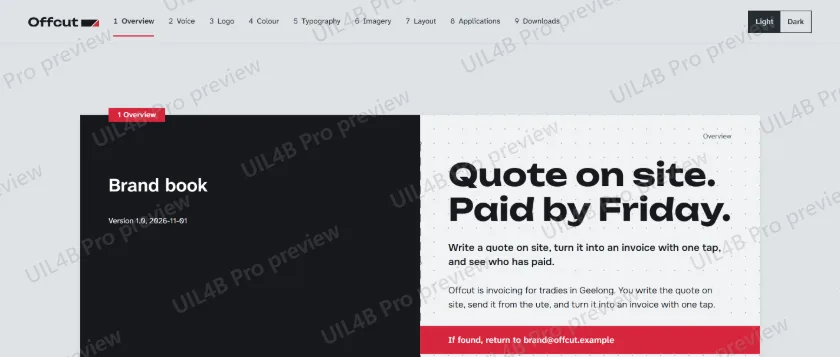 Offcut
1 Overview
2 Voice
3 Logo
4 Colour
5 Typography
6 Imagery
7 Layout
8 Applications
9 Downloads
Light
Dark
1 Overview
Brand book
Version 1.0, 2026-11-01
Overview
Quote on site.
Paid by Friday.
Write a quote on site, turn it into an invoice with one tap,
and see who has paid.
Offcut is invoicing for tradies in Geelong. You write the quote on
site, send it from the ute, and turn it into an invoice with one tap.
If found, return to brand@offcut.example
UIL4B Pro preview